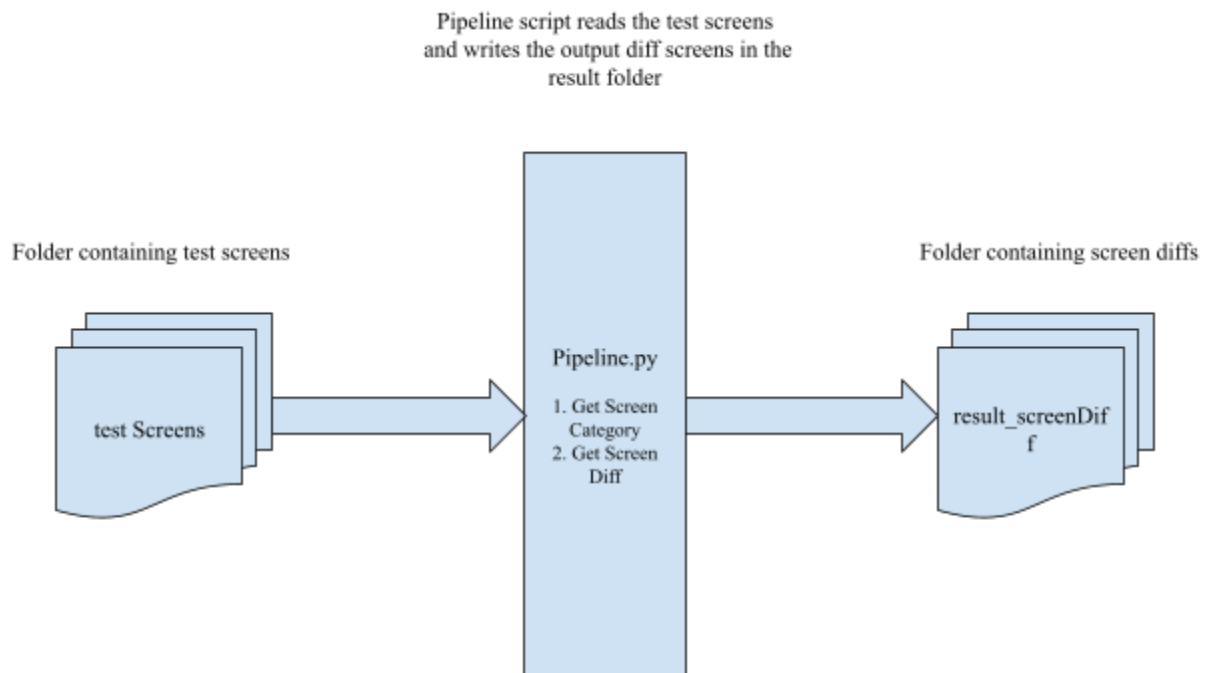 Pipeline script reads the test screens
and writes the output diff screens in the
result folder
Folder containing test screens
Folder containing screen diffs
test Screens
Pipeline.py
1. Get Screen
Category
2. Get Screen
Diff
result_screenDif
f